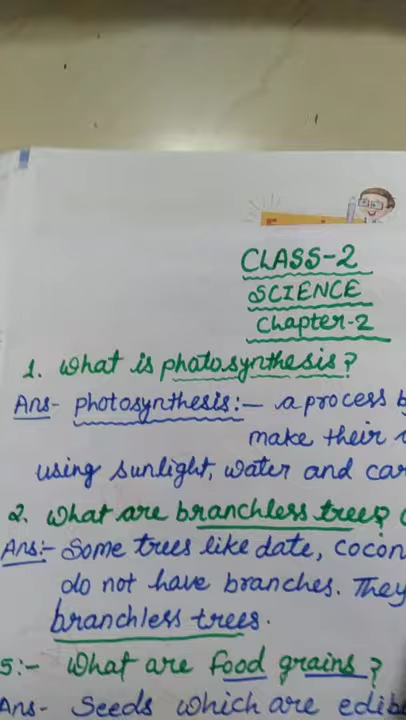 CLASS-2
SCIENCE
Chapter-2
1. What is photosynthesis?
Ans- photosynthesis:- a process
make their
using sunlight, water and
2. What are branchless trees?
Ans:- Some trees like date,
do not have branches. They
branchless trees.
5:- What are food grains?
Ans- Seeds which are